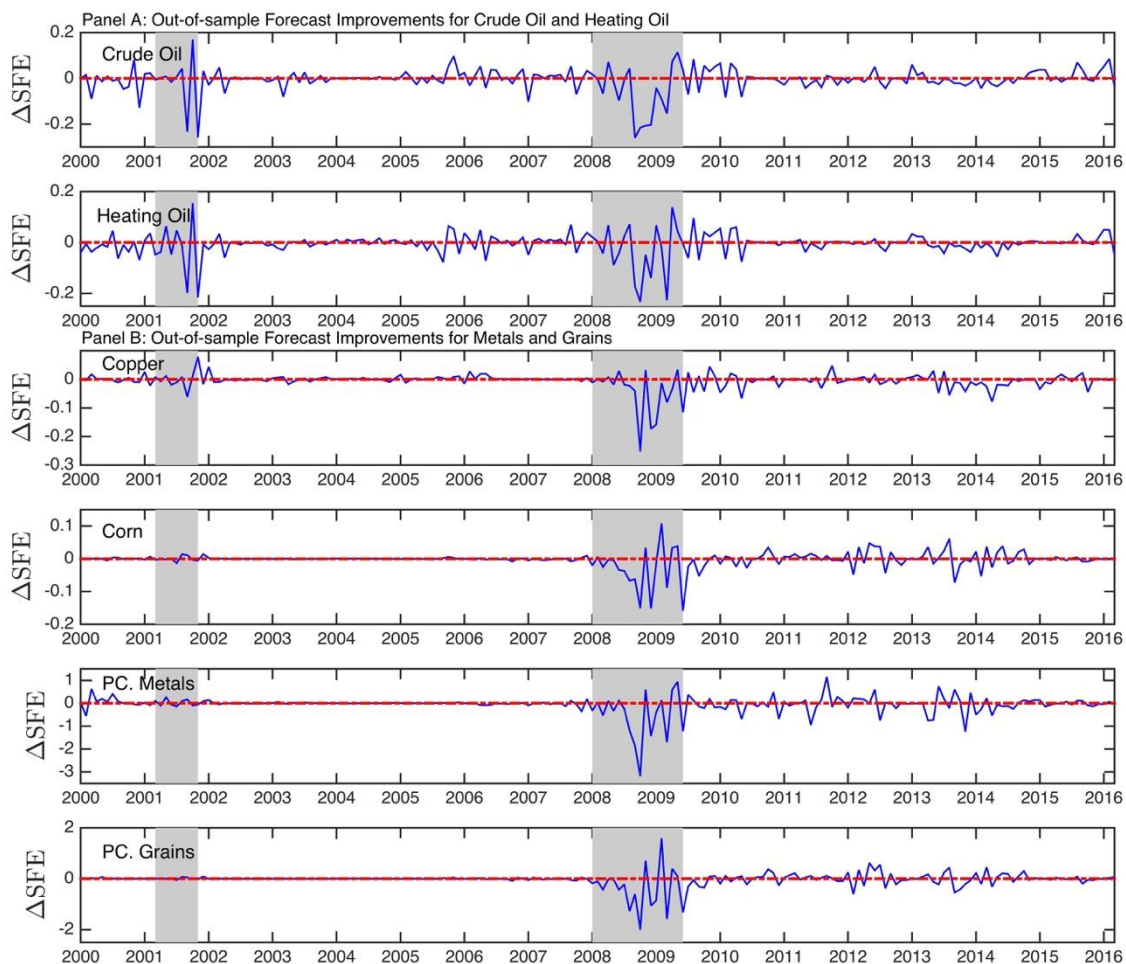 Panel A: Out-of-sample Forecast Improvements for Crude Oil and Heating Oil
0.2
Crude Oil
0
ΔSFE
-0.2
2000 2001 2002 2003 2004 2005 2006 2007 2008 2009 2010 2011 2012 2013 2014 2015 2016
0.2
Heating Oil
0
ΔSFE
-0.2
2000 2001 2002 2003 2004 2005 2006 2007 2008 2009 2010 2011 2012 2013 2014 2015 2016
Panel B: Out-of-sample Forecast Improvements for Metals and Grains
Copper
0
ΔSFE
-0.1
-0.2
-0.3
2000 2001 2002 2003 2004 2005 2006 2007 2008 2009 2010 2011 2012 2013 2014 2015 2016
0.1
Corn
0
ΔSFE
-0.1
-0.2
2000 2001 2002 2003 2004 2005 2006 2007 2008 2009 2010 2011 2012 2013 2014 2015 2016
1
PC. Metals
0
ΔSFE
-1
-2
-3
2000 2001 2002 2003 2004 2005 2006 2007 2008 2009 2010 2011 2012 2013 2014 2015 2016
2
PC. Grains
0
ΔSFE
-2
2000 2001 2002 2003 2004 2005 2006 2007 2008 2009 2010 2011 2012 2013 2014 2015 2016